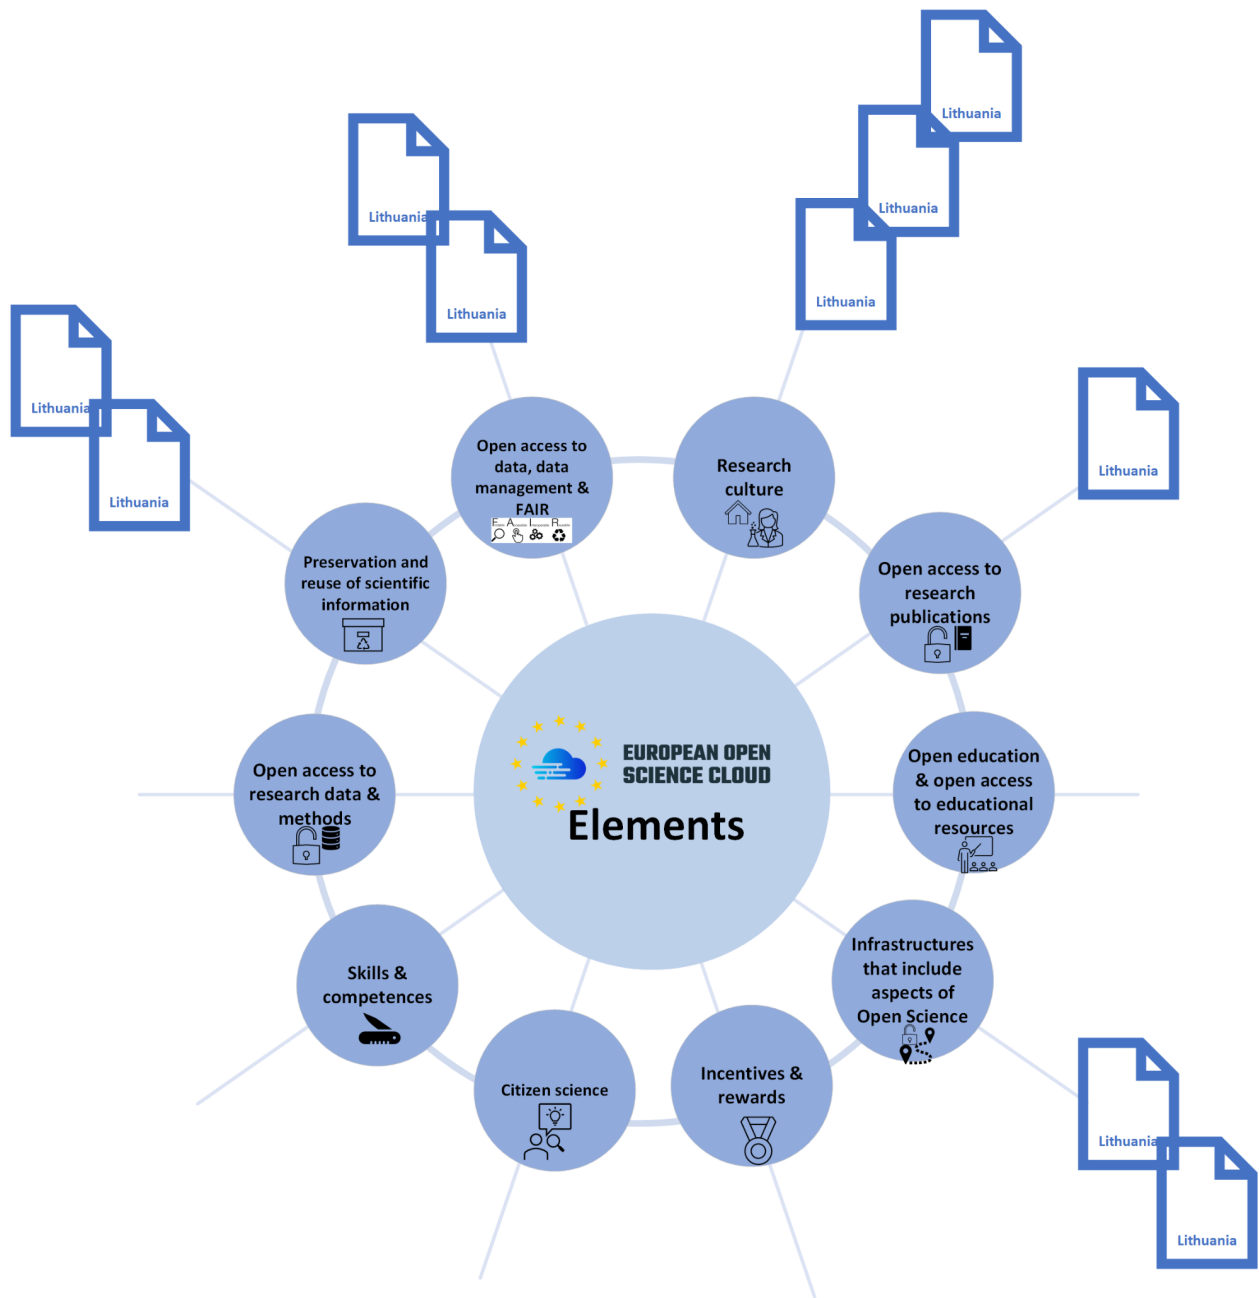 Lithuania
Lithuania
Lithuania
Lithuania
Lithuania
Lithuania
Lithuania
Lithuania
Lithuania
Lithuania
Open access to
data, data
management &
FAIR
F A I R
Research
culture
Open access to
research
publications
Preservation and
reuse of scientific
information
EUROPEAN OPEN
SCIENCE CLOUD
Elements
Open access to
research data &
methods
Open education
& open access
to educational
resources
Skills &
competences
Infrastructures
that include
aspects of
Open Science
Citizen science
Incentives &
rewards